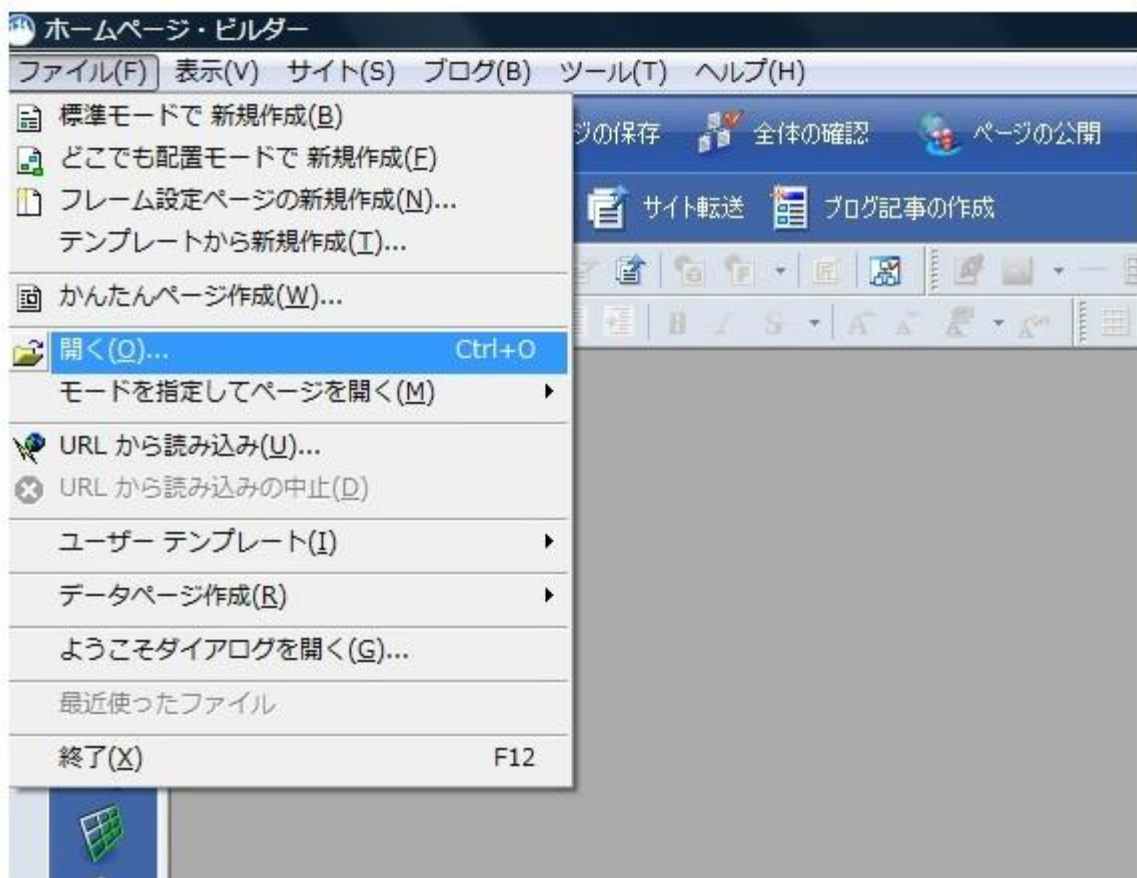 ホームページ・ビルダー
ファイル(F) 表示(V) サイト(S) ブログ(B) ツール(T) ヘルプ(H)
標準モードで 新規作成(B)
どこでも配置モードで 新規作成(F)
フレーム設定ページの新規作成(N)...
テンプレートから新規作成(T)...
かんたんページ作成(W)...
開く(O)... Ctrl+O
モードを指定してページを開く(M)
URL から読み込み(U)...
URL から読み込みの中止(D)
ユーザー テンプレート(I)
データページ作成(R)
ようこそダイアログを開く(G)...
最近使ったファイル
終了(X) F12
ジの保存 全体の確認 ページの公開
サイト転送 ブログ記事の作成